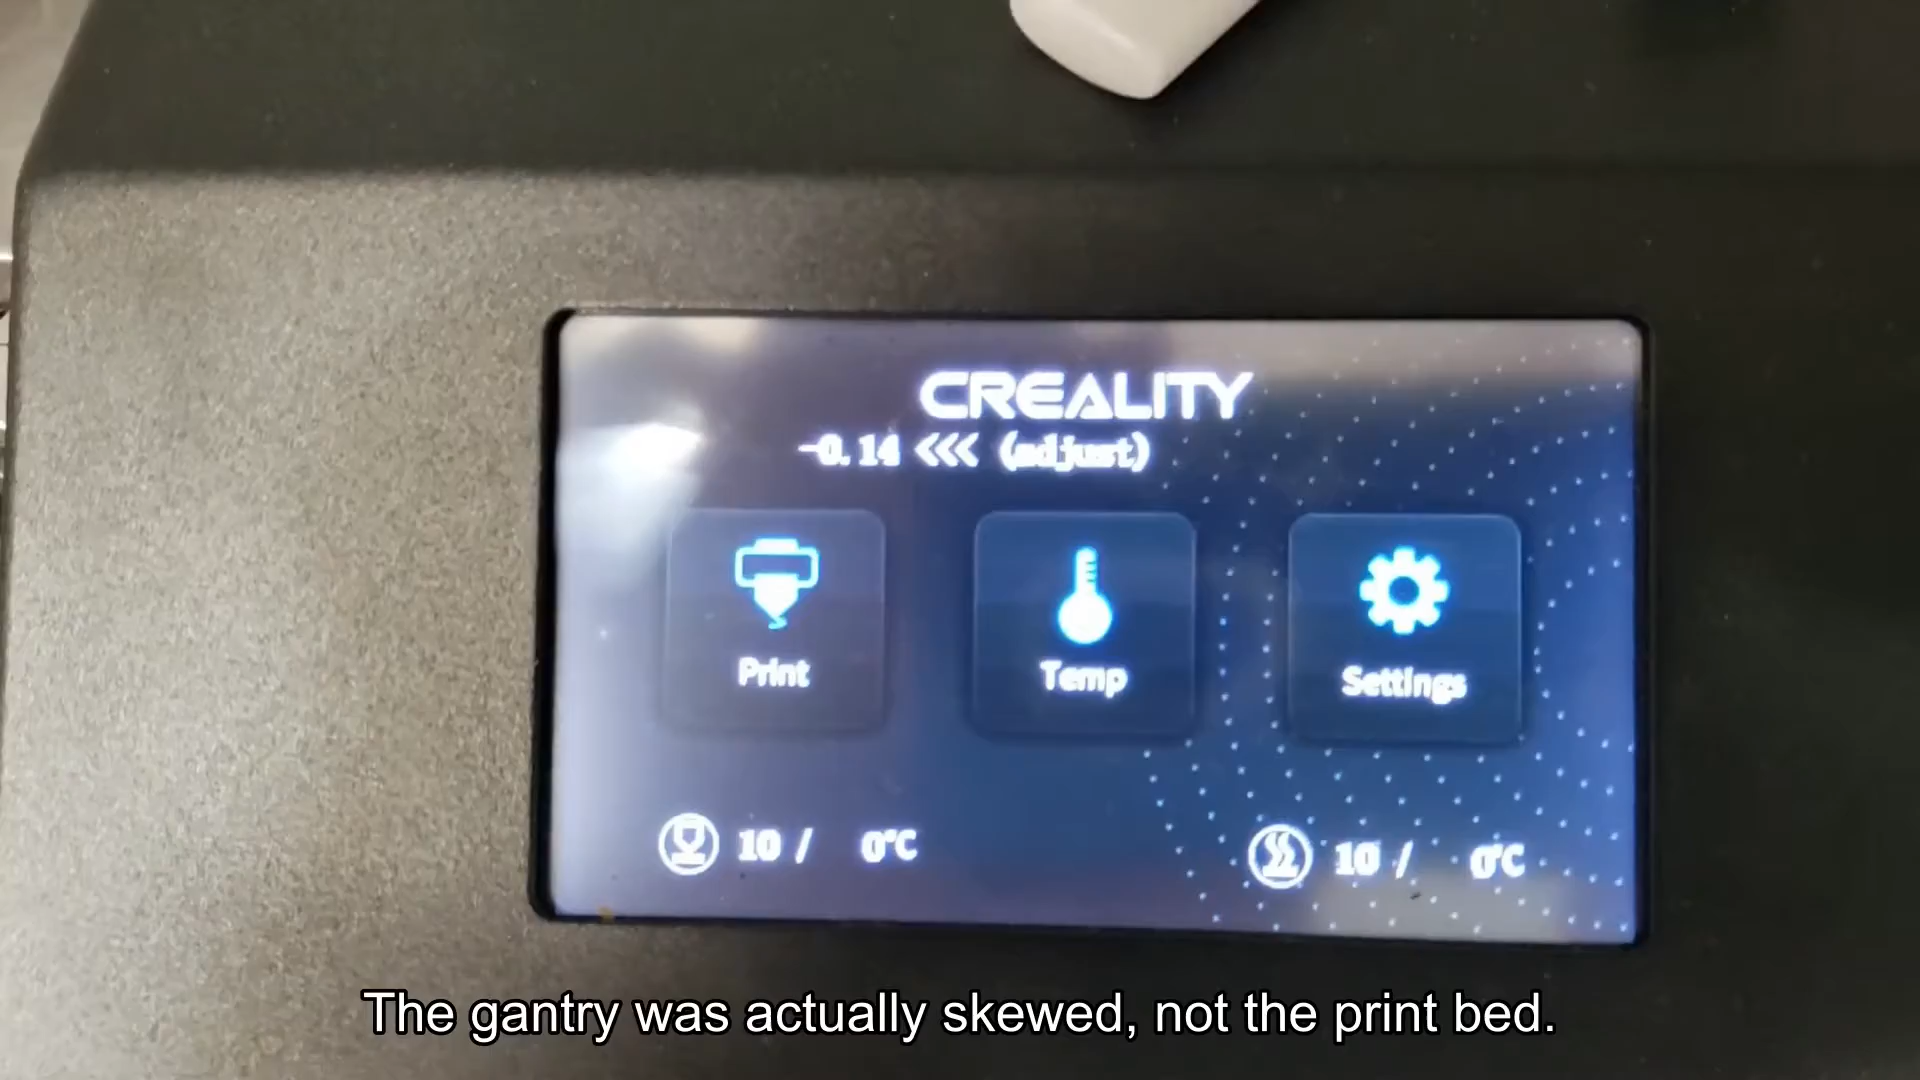 CREALITY
-0.14 <<< (adjust)
Print Temp Settings
10 / 0°C 10 / 0°C
The gantry was actually skewed, not the print bed.